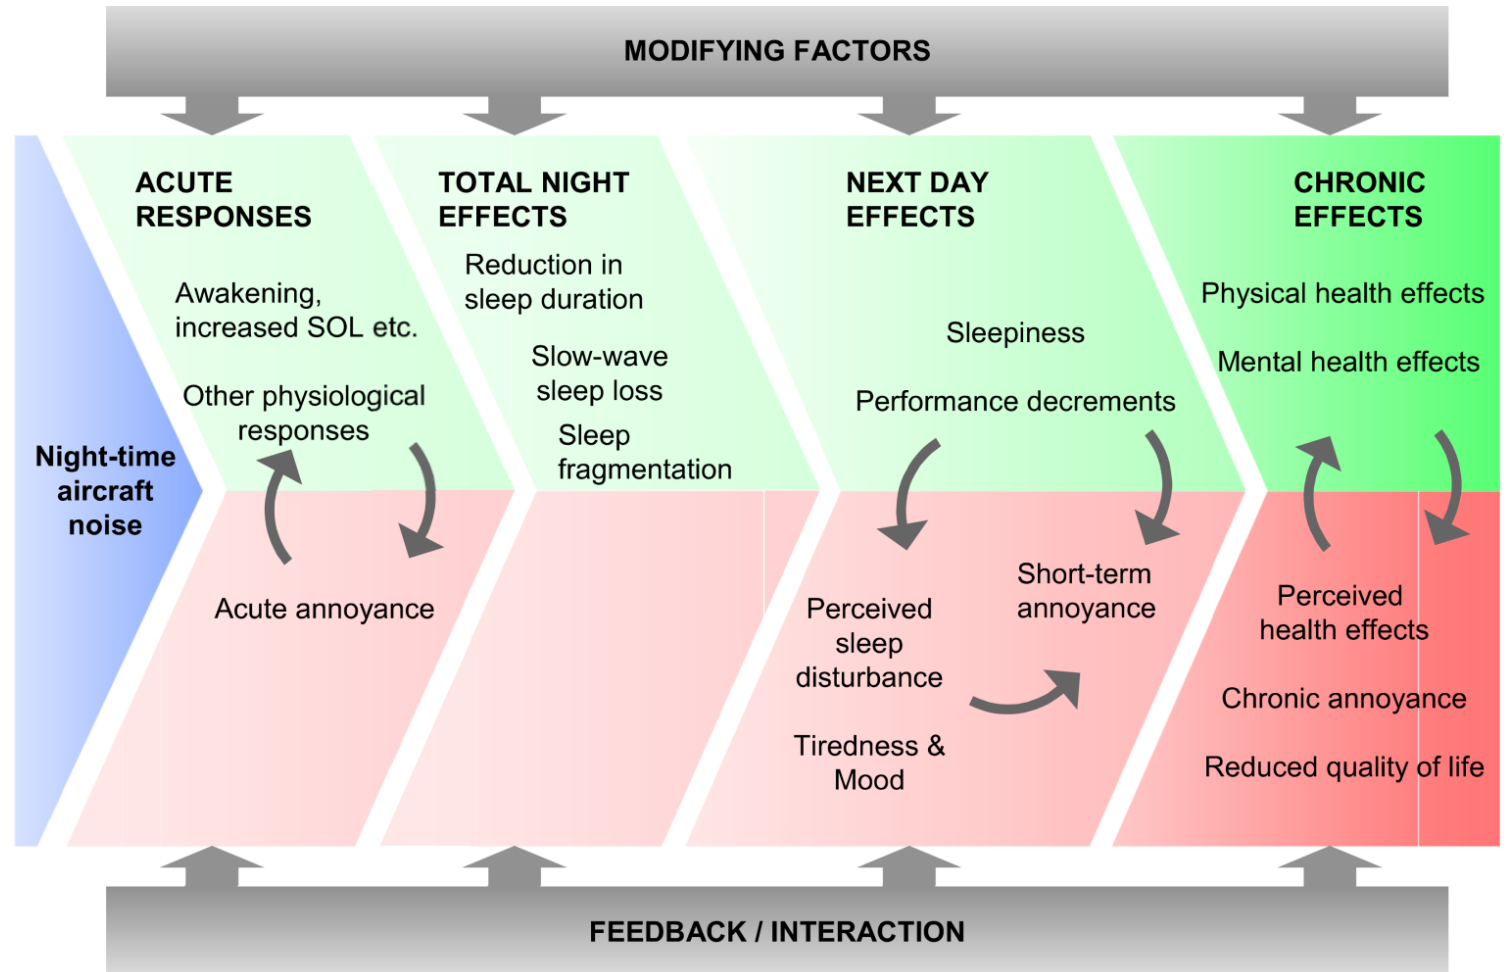 MODIFYING FACTORS
ACUTE
RESPONSES
Awakening,
increased SOL etc.
Other physiological
responses
Acute annoyance
TOTAL NIGHT
EFFECTS
Reduction in
sleep duration
Slow-wave
sleep loss
Sleep
fragmentation
NEXT DAY
EFFECTS
Sleepiness
Performance decrements
Perceived
sleep
disturbance
Tiredness &
Mood
Short-term
annoyance
CHRONIC
EFFECTS
Physical health effects
Mental health effects
Perceived
health effects
Chronic annoyance
Reduced quality of life
Night-time
aircraft
noise
FEEDBACK / INTERACTION